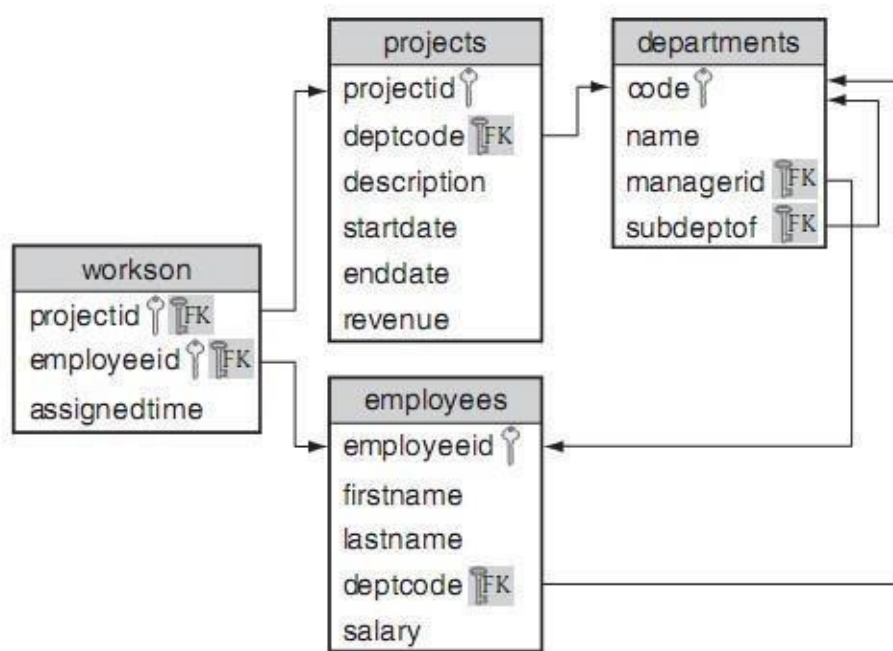 projects
projectid
deptcode FK
description
startdate
enddate
revenue
departments
code
name
managerid FK
subdeptof FK
workson
projectid FK
employeeid FK
assignedtime
employees
employeeid
firstname
lastname
deptcode FK
salary